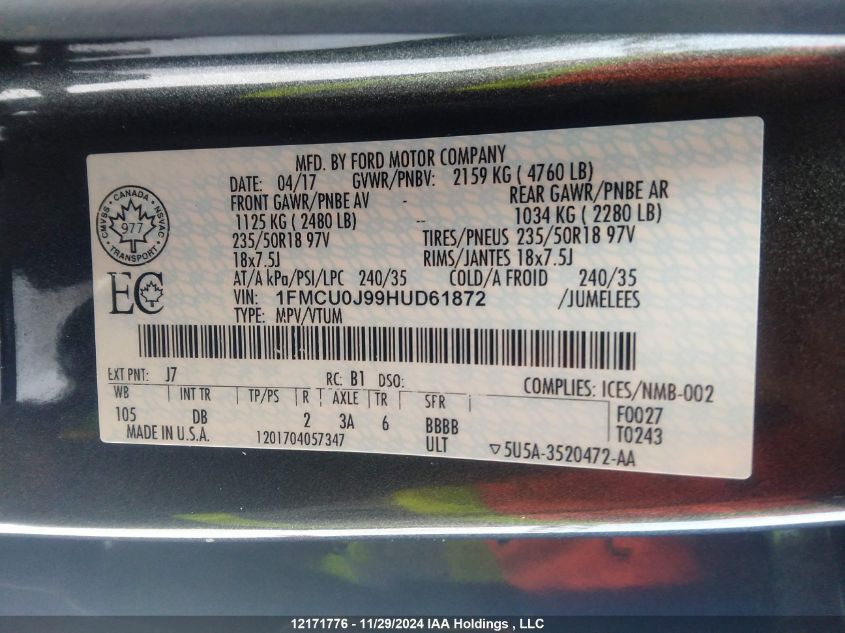 MFD. BY FORD MOTOR COMPANY
DATE: 04/17 GVWR/PNBV: 2159 KG ( 4760 LB)
FRONT GAWR/PNBE AV REAR GAWR/PNBE AR
1125 KG ( 2480 LB) -- 1034 KG ( 2280 LB)
235/50R18 97V TIRES/PNEUS 235/50R18 97V
18x7.5J RIMS/JANTES 18x7.5J
AT/A kPa/PSI/LPC 240/35 COLD/A FROID 240/35
VIN: 1FMCU0J99HUD61872 /JUMELEES
TYPE: MPV/VTUM
CANADA
CMVSS NSVAC
977
TRANSPORT
EC
EXT PNT: J7 RC: B1 DSO: COMPLIES: ICES/NMB-002
WB INT TR TP/PS R AXLE TR SFR F0027
105 DB 2 3A 6 BBBB T0243
MADE IN U.S.A. 1201704057347 ULT ▽5U5A-3520472-AA
12171776 - 11/29/2024 IAA Holdings , LLC